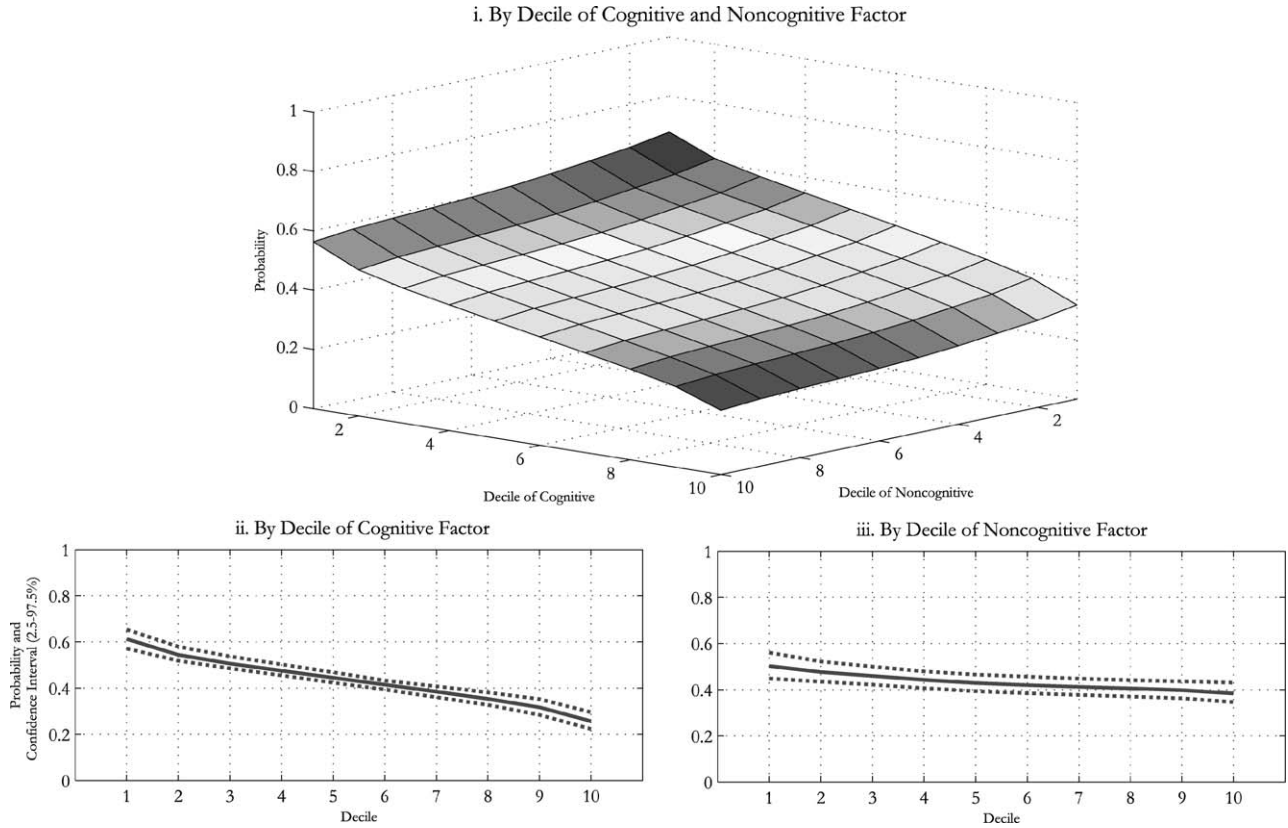 i. By Decile of Cognitive and Noncognitive Factor
1
0.8
0.6
0.4
0.2
0
Probability
2
4
6
8
10
Decile of Cognitive
10
8
6
4
2
Decile of Noncognitive
ii. By Decile of Cognitive Factor
Probability and
Confidence Interval (2.5-97.5%)
1
0.8
0.6
0.4
0.2
0
1 2 3 4 5 6 7 8 9 10
Decile
iii. By Decile of Noncognitive Factor
1
0.8
0.6
0.4
0.2
0
1 2 3 4 5 6 7 8 9 10
Decile